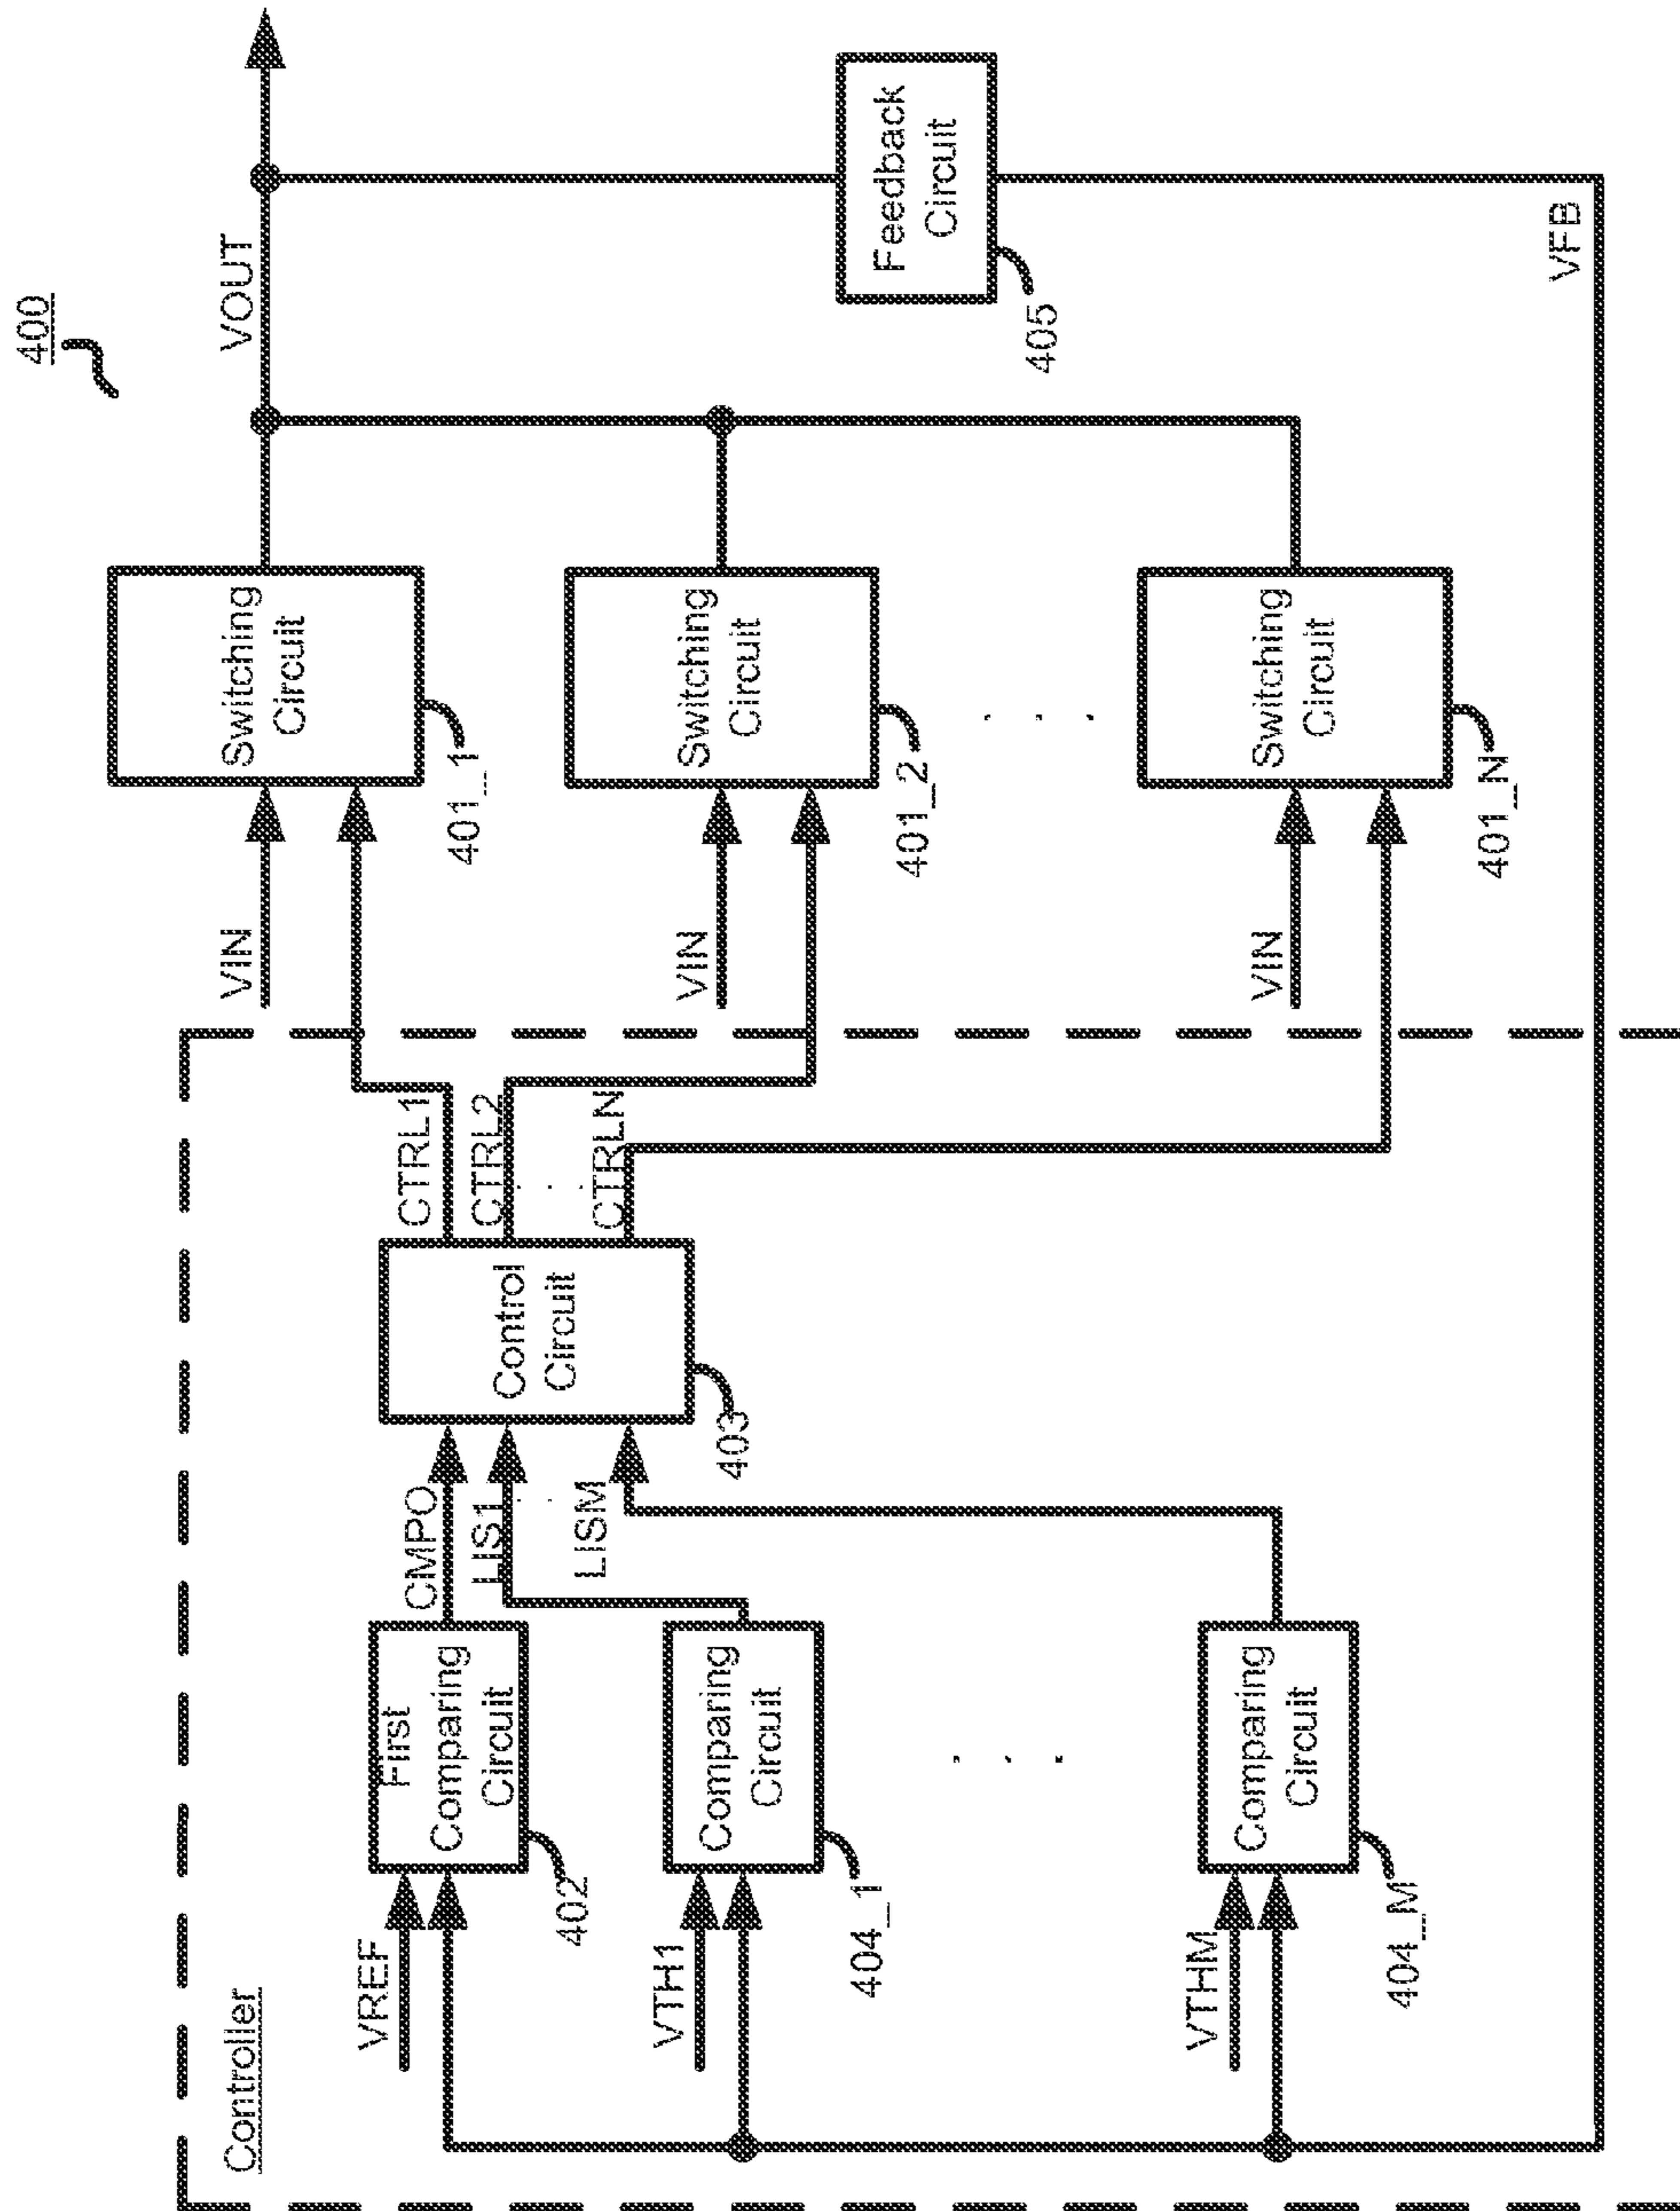 400
Controller
VREF
First
Comparing
Circuit
402
CMPO
LIS1
LISM
VTH1
Comparing
Circuit
404_1
VTHM
Comparing
Circuit
404_M
Control
Circuit
403
CTRL1
CTRL2
CTRLN
VIN
Switching
Circuit
401_1
VIN
Switching
Circuit
401_2
VIN
Switching
Circuit
401_N
VOUT
Feedback
Circuit
405
VFB